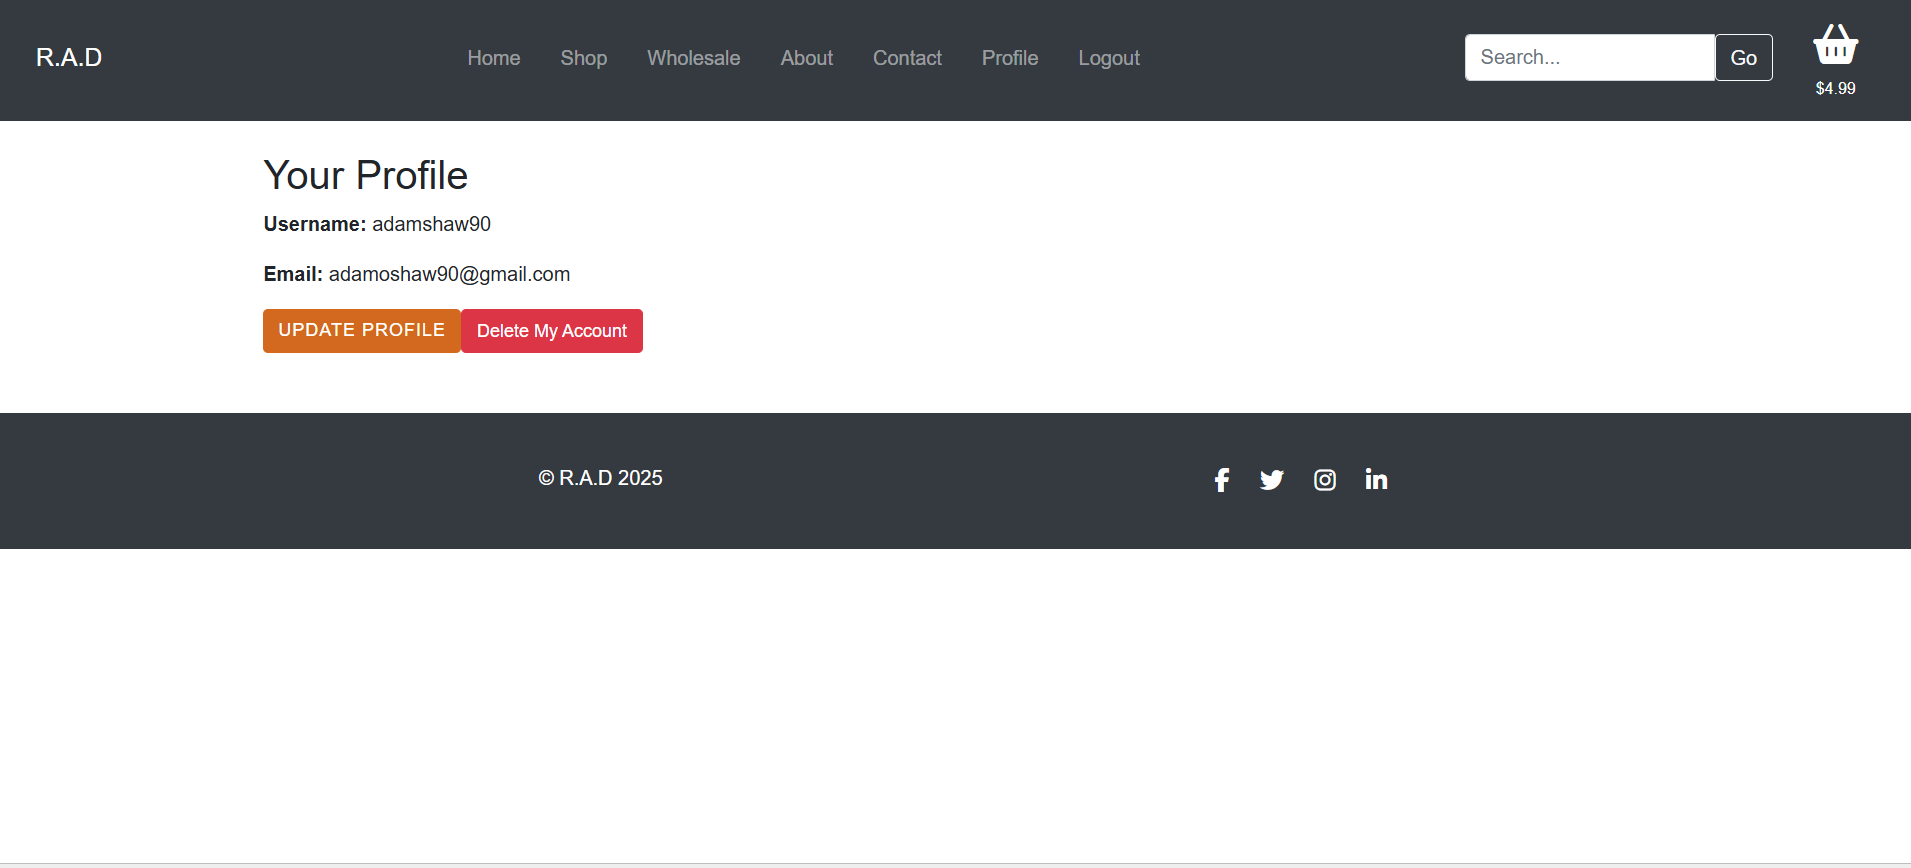 R.A.D
Home Shop Wholesale About Contact Profile Logout
Search... Go
$4.99
Your Profile
Username: adamshaw90
Email: adamoshaw90@gmail.com
UPDATE PROFILE Delete My Account
© R.A.D 2025